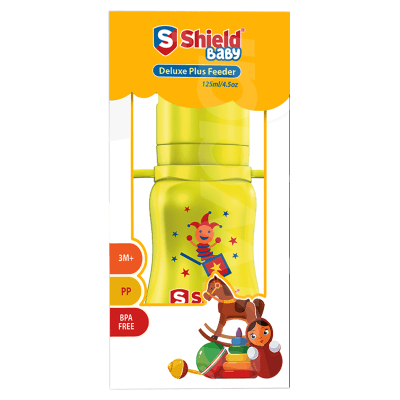 S Shield
BABY
Deluxe Plus Feeder
125ml/4.5oz
3M+
PP
BPA
FREE
S